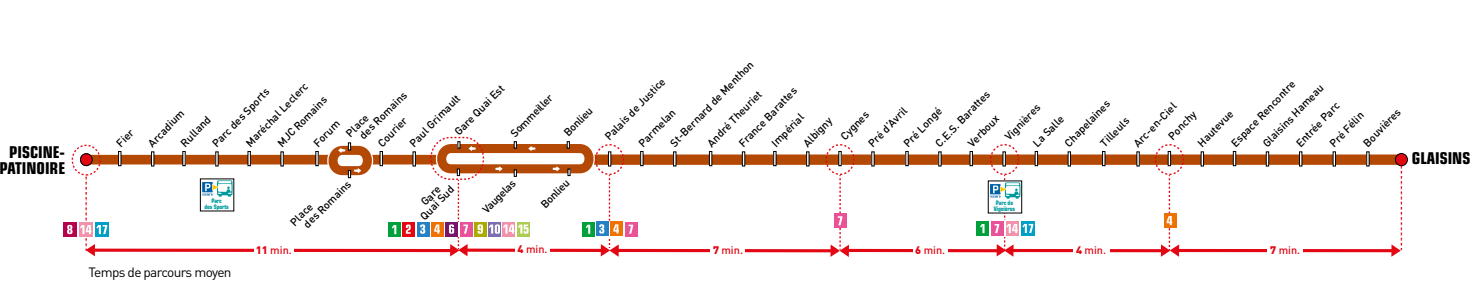 PISCINE-
PATINOIRE
Fier
Arcadium
Rulland
Parc des Sports
Maréchal Leclerc
MJC Romains
Forum
Place
des Romains
Place
des Romains
Courier
Paul Grimault
Gare Quai Est
Sommeiller
Bonlieu
Gare
Quai Sud
Vaugelas
Bonlieu
Palais de Justice
Parmelan
St-Bernard de Menthon
André Theuriet
France Barattes
Impérial
Albigny
Cygnes
Pré d'Avril
Pré Longé
C.E.S. Barattes
Verboux
Vignières
La Salle
Chapelaines
Tilleuls
Arc-en-Ciel
Ponchy
Hautevue
Espace Rencontre
Glaisins Hameau
Entrée Parc
Pré Félin
Bouvières
GLAISINS
P
Parc
des Sports
P
Parc de
Vignières
8 14 17
1 2 3 4 6 7 9 10 14 15
1 3 4 7
7
1 7 14 17
4
11 min.
4 min.
7 min.
6 min.
4 min.
7 min.
Temps de parcours moyen